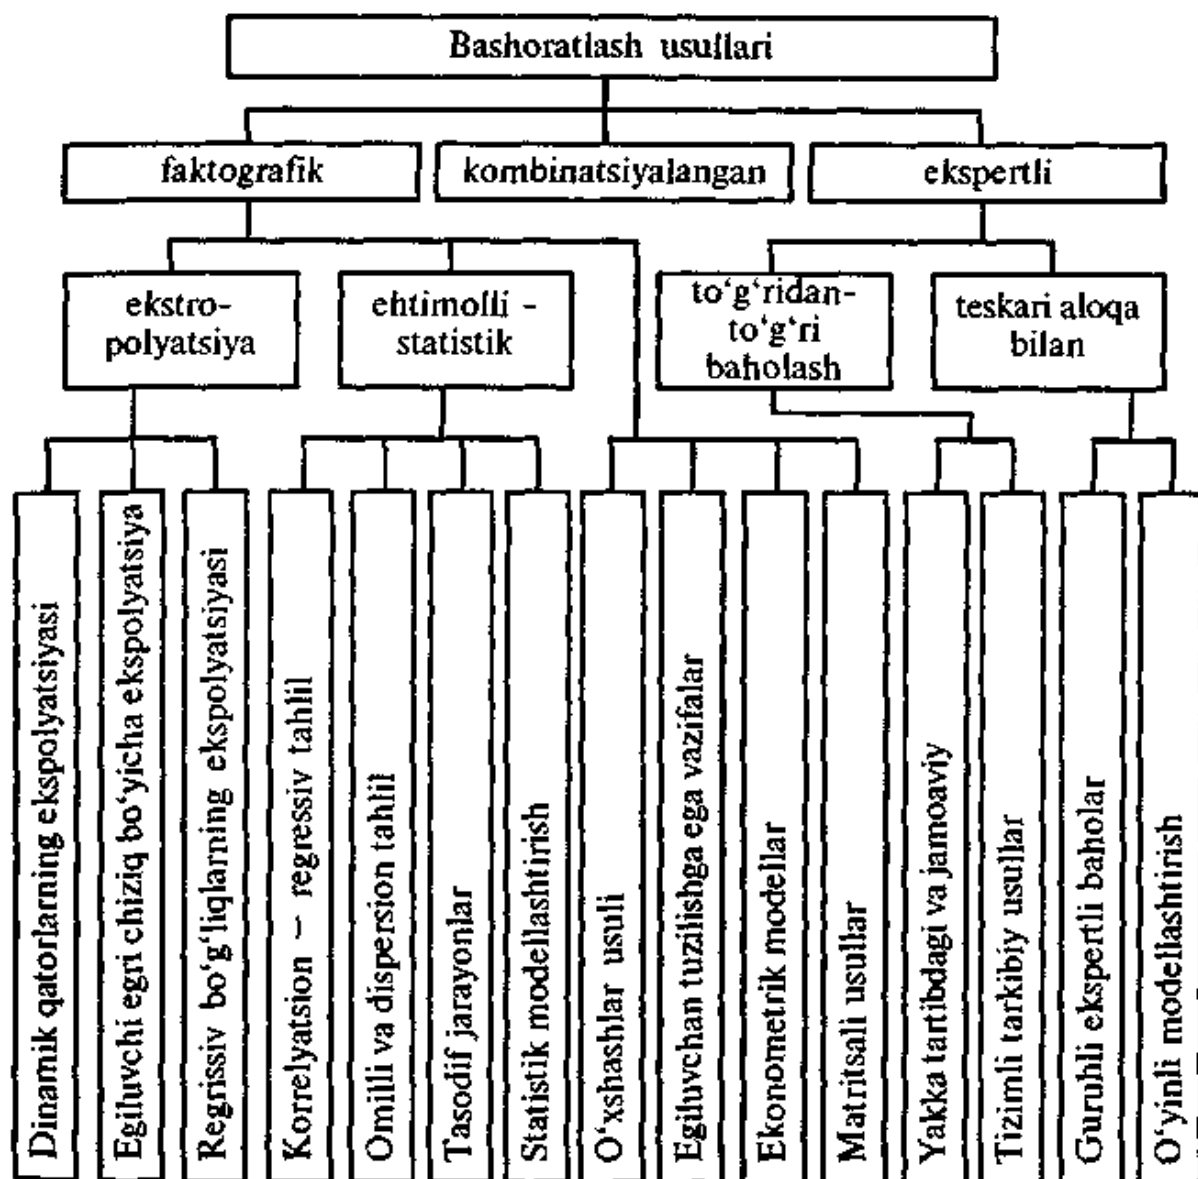 Bashoratlash usullari
faktografik
kombinatsiyalangan
ekspertli
ekstro-
polyatsiya
ehtimolli -
statistik
to‘g‘ridan-
to‘g‘ri
baholash
teskari aloqa
bilan
Dinamik qatorlarning ekspolyatsiyasi
Egiluvchi egri chiziq bo‘yicha ekspolyatsiya
Regrissiv bo‘g‘liqlarning ekspolyatsiyasi
Korrelyatsion – regressiv tahlil
Omilli va dispersion tahlil
Tasodif jarayonlar
Statistik modellashtirish
O‘xshashlar usuli
Egiluvchan tuzilishga ega vazifalar
Ekonometrik modellar
Matritsali usullar
Yakka tartibdagi va jamoaviy
Tizimli tarkibiy usullar
Guruhli ekspertli baholar
O‘yinli modellashtirish